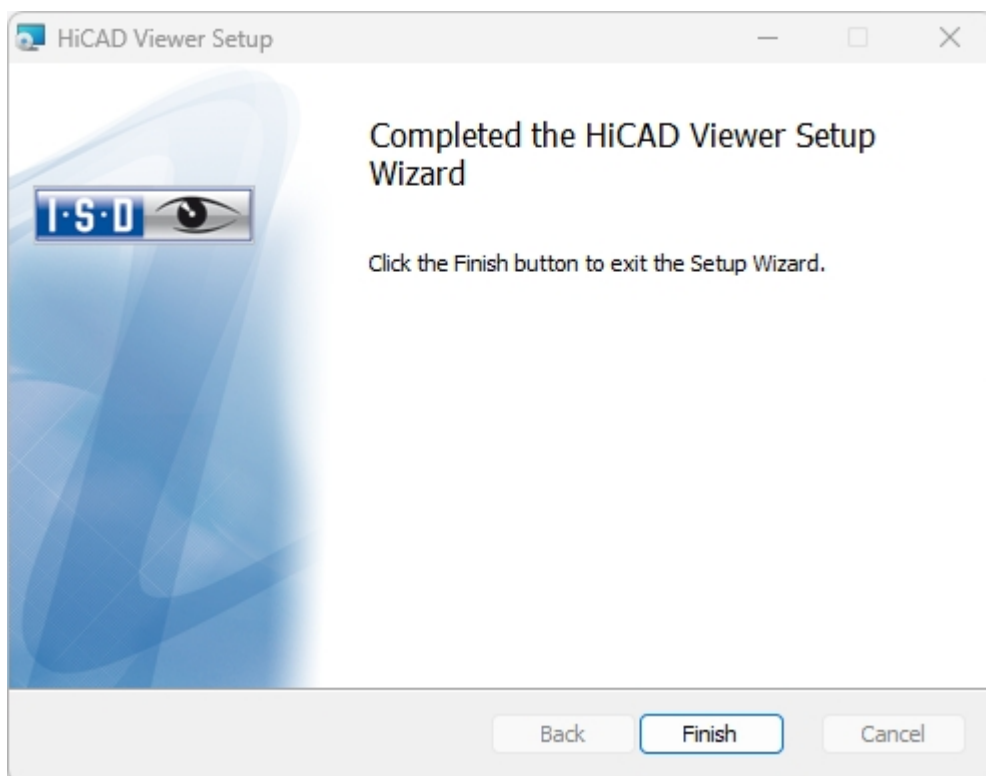 HiCAD Viewer Setup
Completed the HiCAD Viewer Setup
Wizard
I·S·D
Click the Finish button to exit the Setup Wizard.
Back
Finish
Cancel